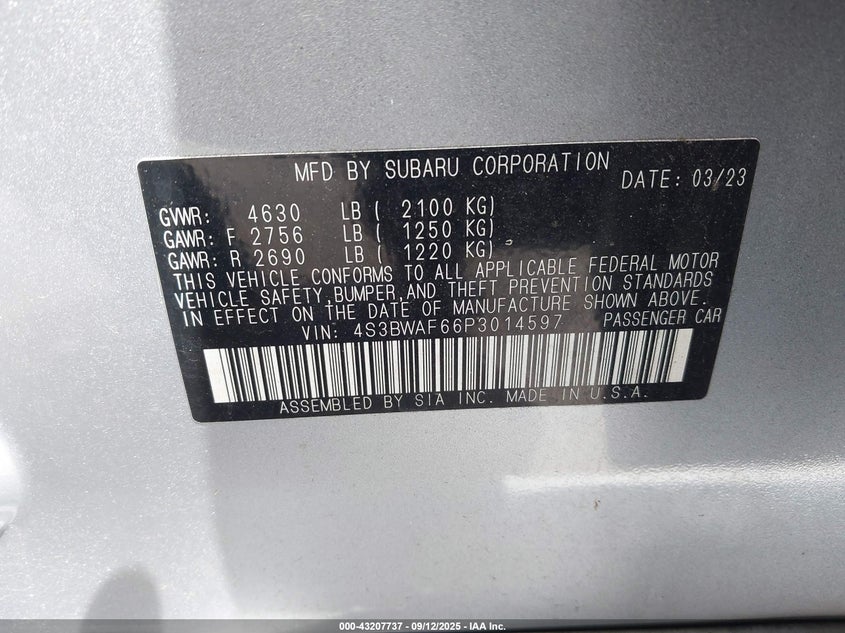 MFD BY SUBARU CORPORATION DATE: 03/23
GVWR: 4630 LB ( 2100 KG)
GAWR: F 2756 LB ( 1250 KG)
GAWR: R 2690 LB ( 1220 KG)
THIS VEHICLE CONFORMS TO ALL APPLICABLE FEDERAL MOTOR
VEHICLE SAFETY,BUMPER,AND THEFT PREVENTION STANDARDS
IN EFFECT ON THE DATE OF MANUFACTURE SHOWN ABOVE.
VIN: 4S3BWAF66P3014597 PASSENGER CAR
ASSEMBLED BY SIA INC. MADE IN U.S.A.
000-43207737 - 09/12/2025 - IAA Inc.